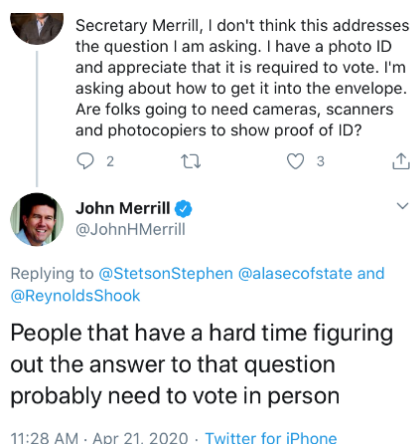 Secretary Merrill, I don't think this addresses
the question I am asking. I have a photo ID
and appreciate that it is required to vote. I'm
asking about how to get it into the envelope.
Are folks going to need cameras, scanners
and photocopiers to show proof of ID?
2 3
John Merrill
@JohnHMerrill
Replying to @StetsonStephen @alasecofstate and
@ReynoldsShook
People that have a hard time figuring
out the answer to that question
probably need to vote in person
11:28 AM · Apr 21, 2020 · Twitter for iPhone